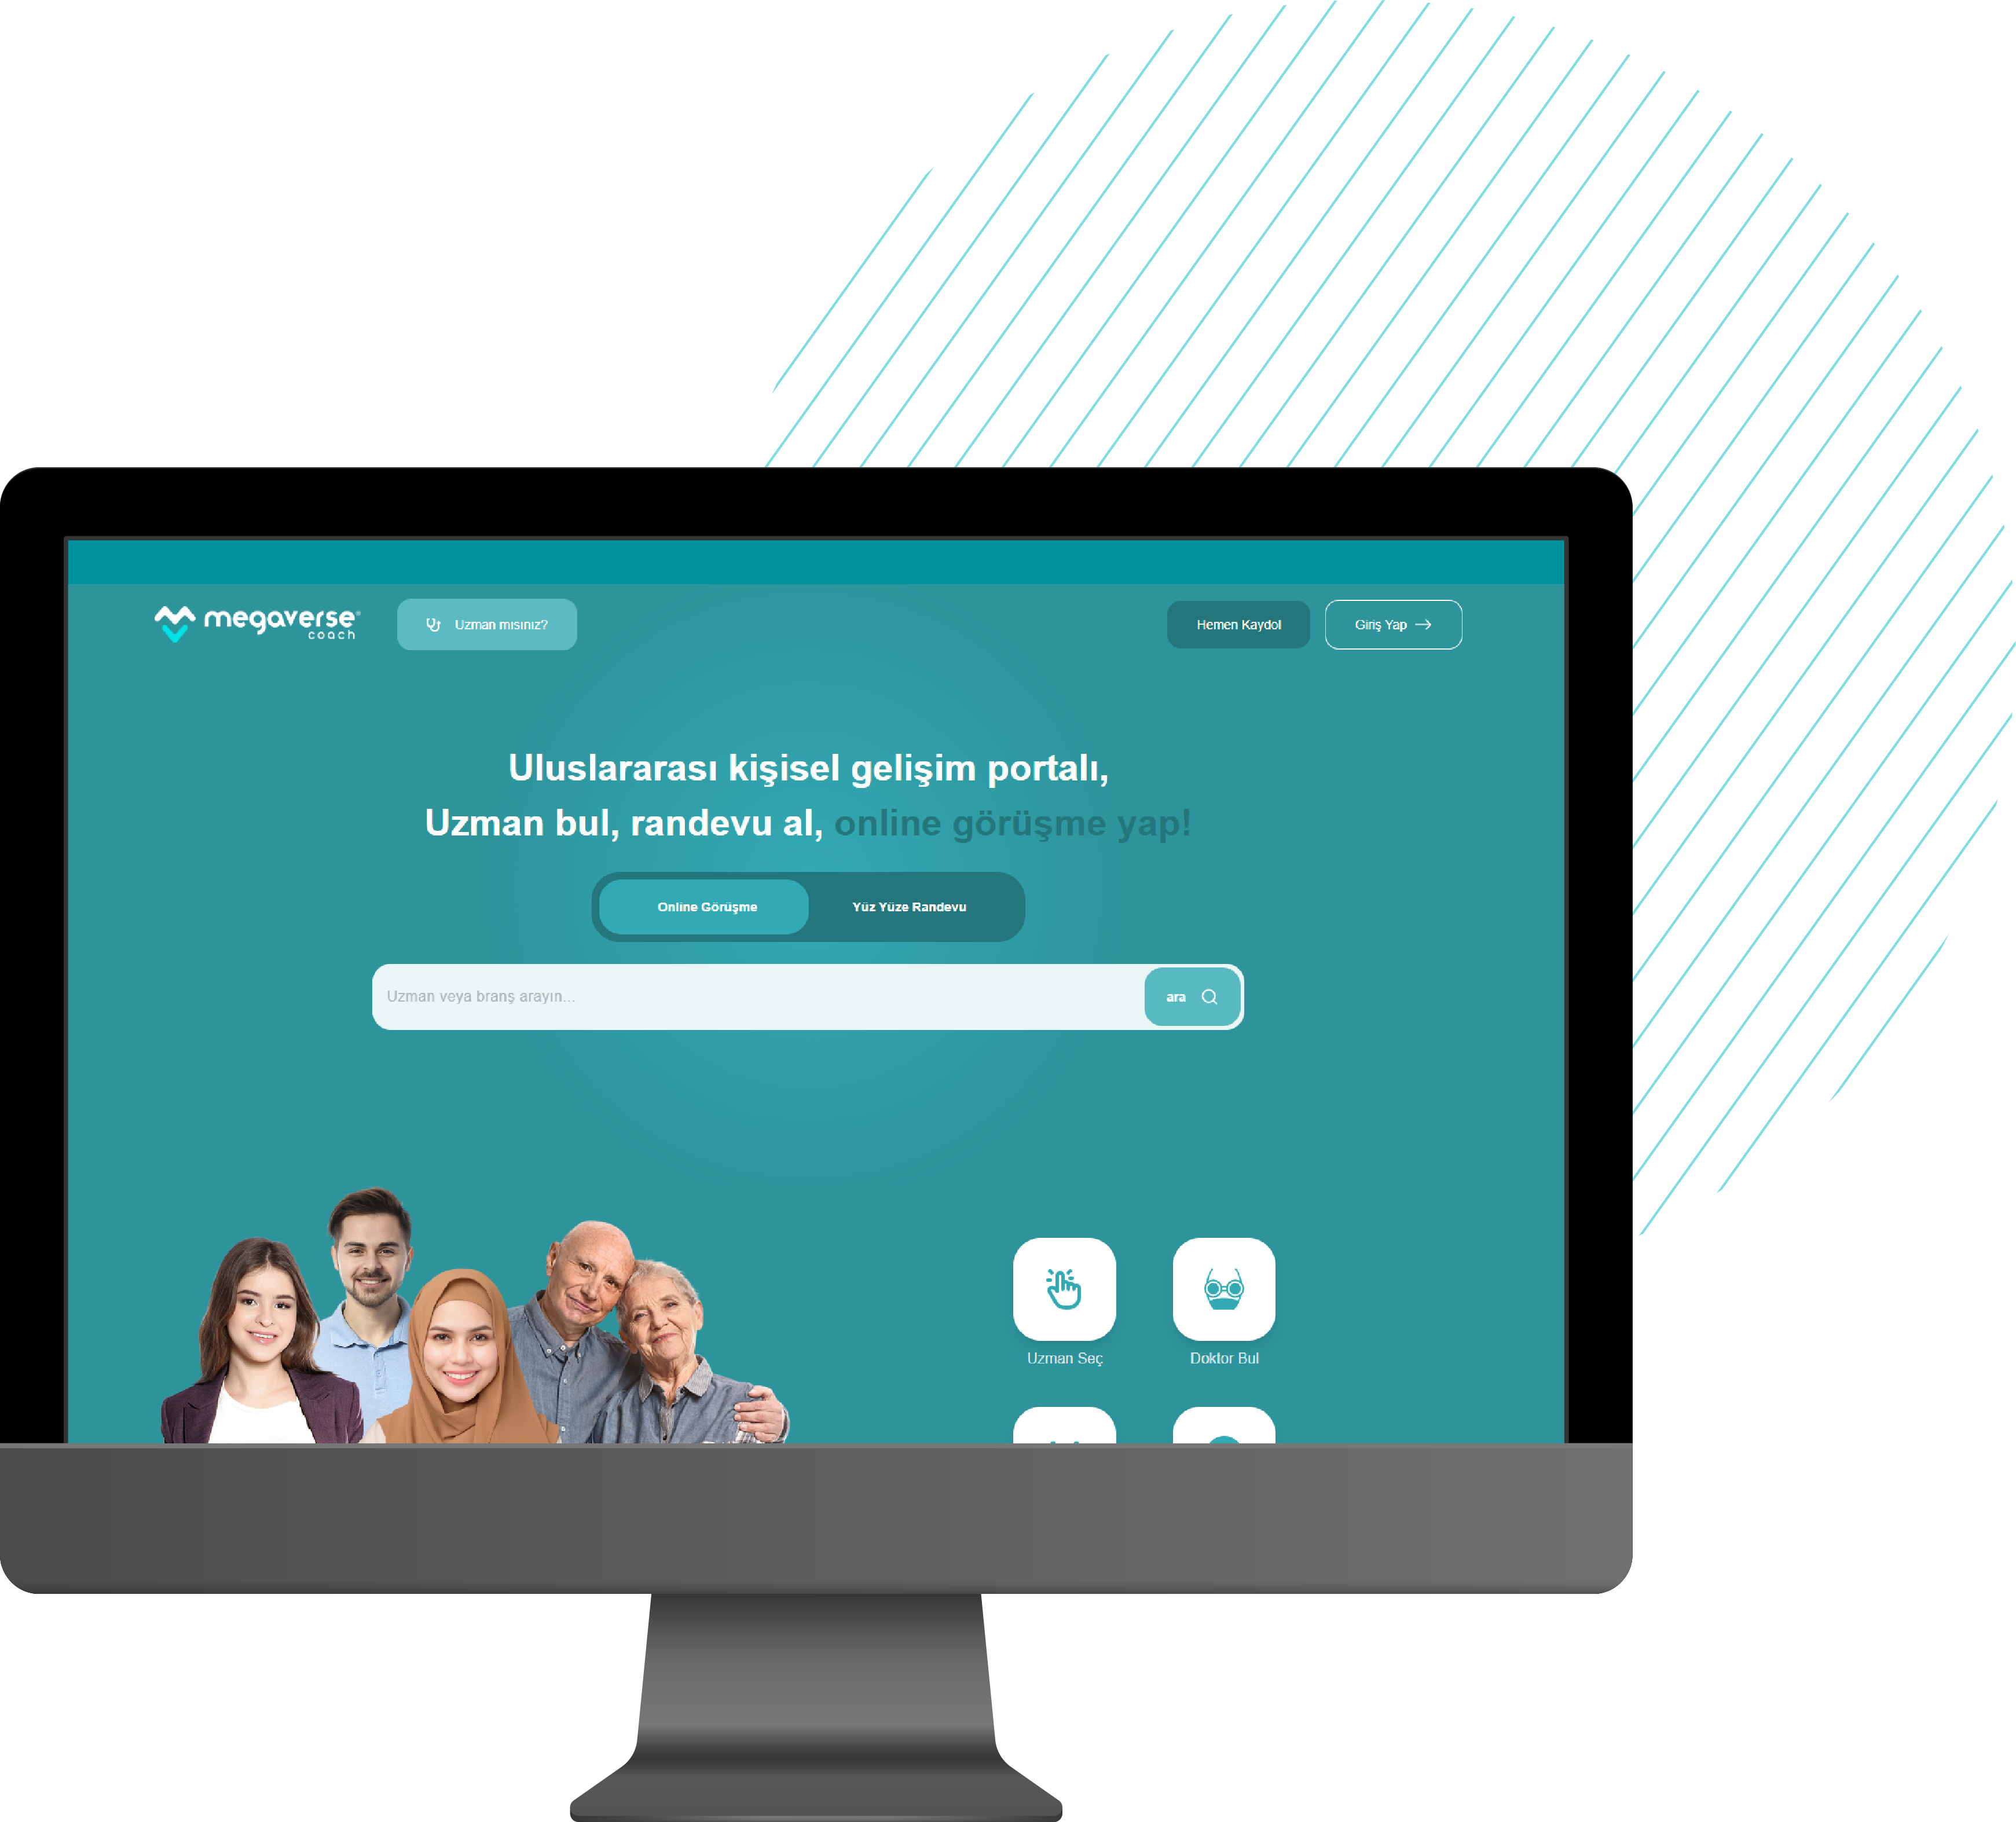 megaverse®
coach
Uzman mısınız?
Hemen Kaydol
Giriş Yap
Uluslararası kişisel gelişim portalı,
Uzman bul, randevu al, online görüşme yap!
Online Görüşme
Yüz Yüze Randevu
Uzman veya branş arayın...
ara
Uzman Seç
Doktor Bul